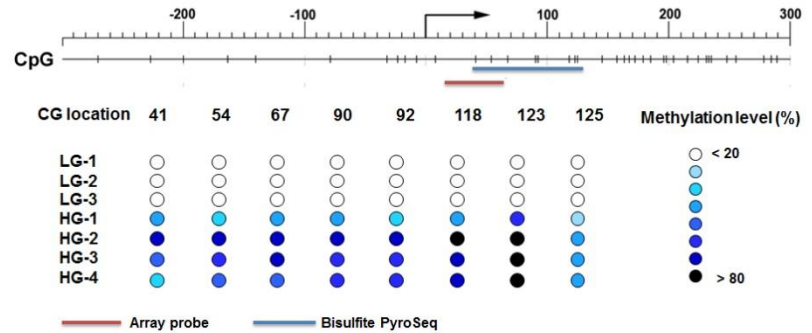 -200 -100 100 200 300
CpG
CG location 41 54 67 90 92 118 123 125 Methylation level (%)
LG-1 < 20
LG-2
LG-3
HG-1
HG-2
HG-3
HG-4 > 80
Array probe Bisulfite PyroSeq